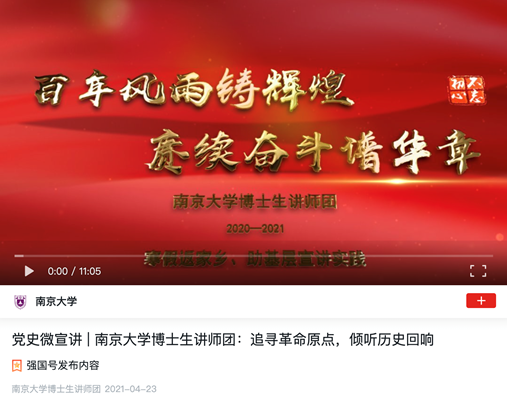 百年风雨铸辉煌
不忘
初心
赓续奋斗谱华章
南京大学博士生讲师团
2020—2021
寒假返家乡、助基层宣讲实践
0:00 / 11:05
南京大学
党史微宣讲 | 南京大学博士生讲师团：追寻革命原点，倾听历史回响
强国号发布内容
南京大学博士生讲师团 2021-04-23